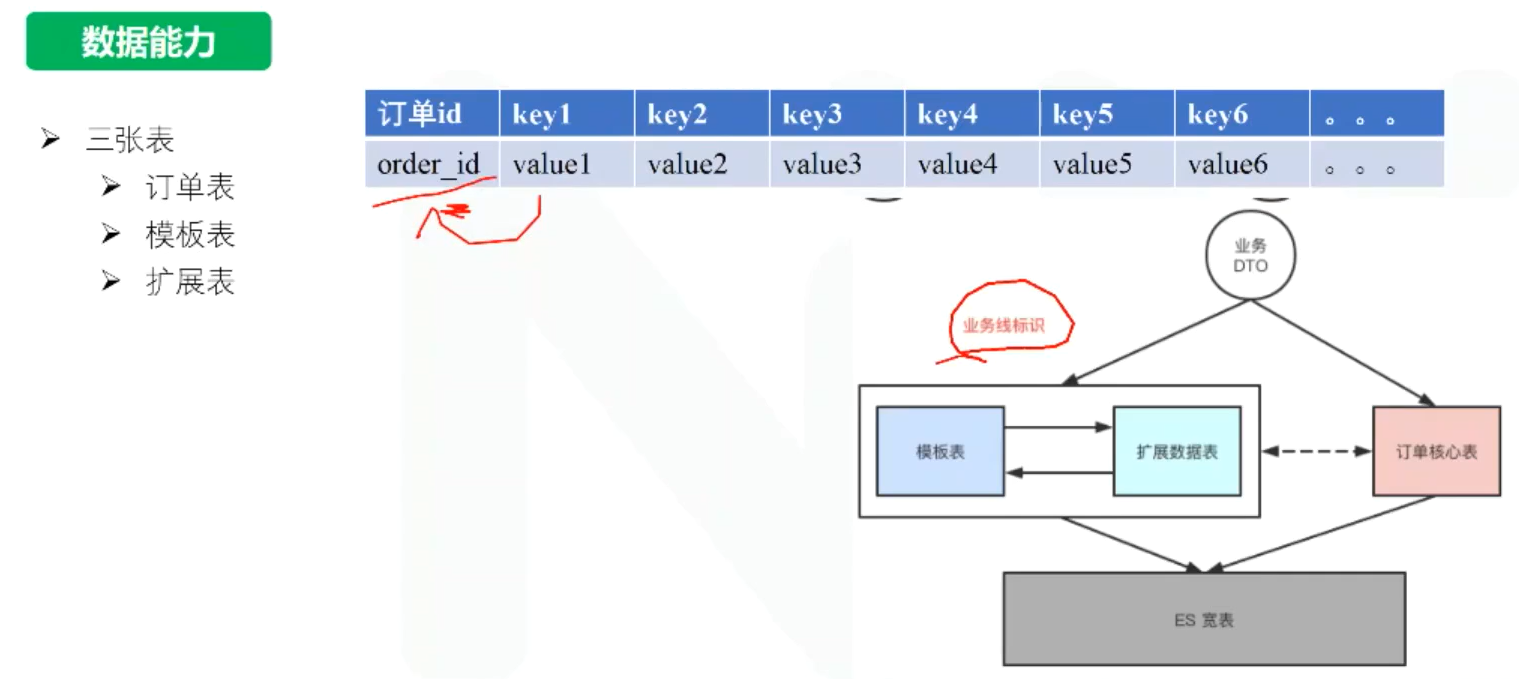 数据能力
三张表
订单表
模板表
扩展表
订单id key1 key2 key3 key4 key5 key6 。。。
order_id value1 value2 value3 value4 value5 value6 。。。
业务
DTO
业务线标识
模板表
扩展数据表
订单核心表
ES 宽表